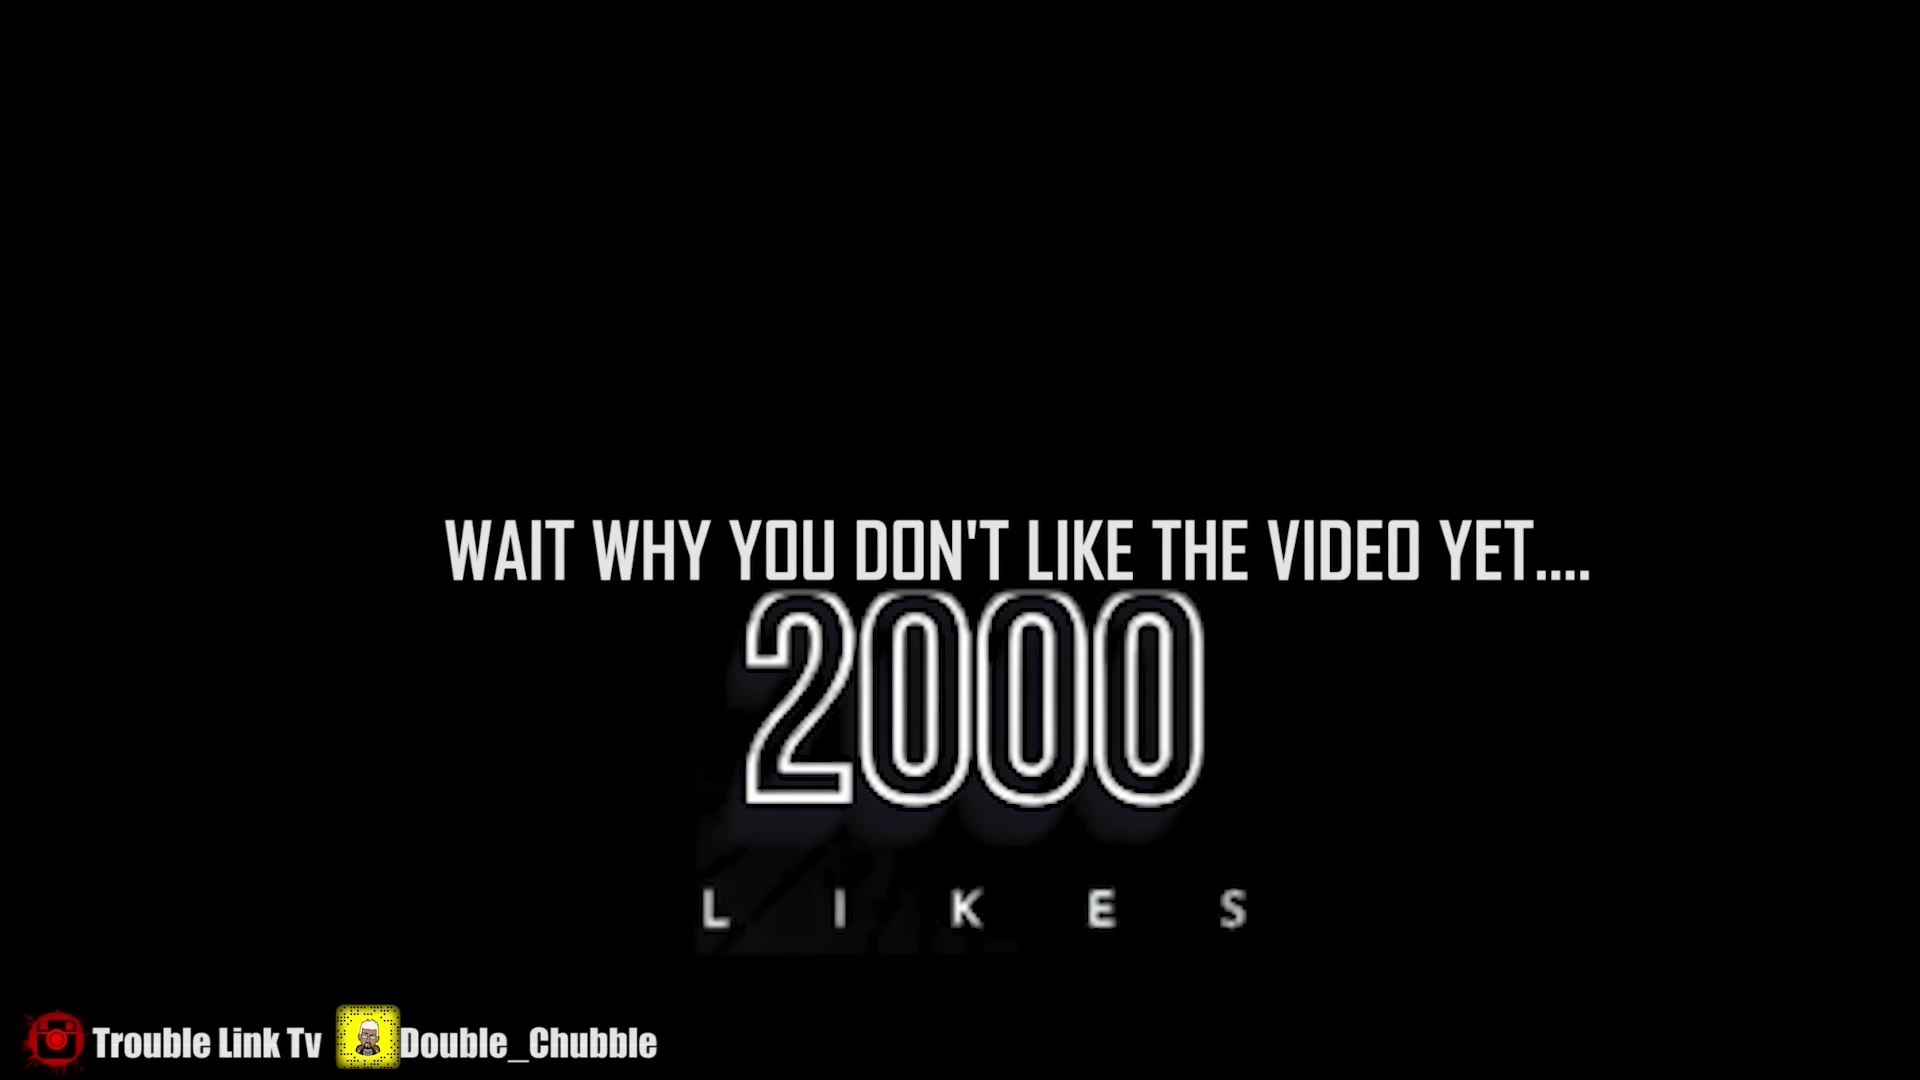 WAIT WHY YOU DON'T LIKE THE VIDEO YET....
2000
LIKES
Trouble Link Tv Double_Chubble